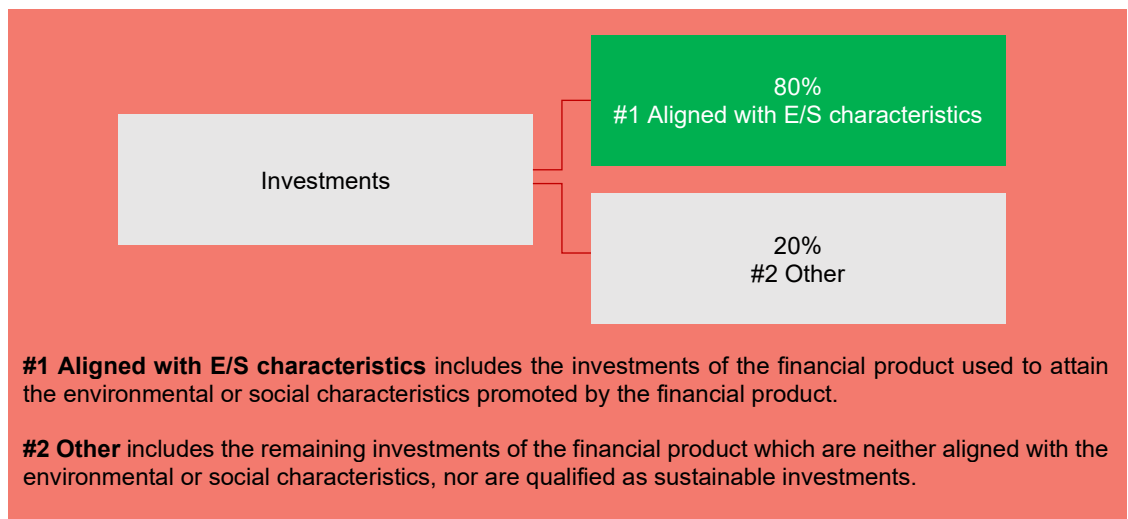 80%
#1 Aligned with E/S characteristics
Investments
20%
#2 Other
#1 Aligned with E/S characteristics includes the investments of the financial product used to attain
the environmental or social characteristics promoted by the financial product.
#2 Other includes the remaining investments of the financial product which are neither aligned with the
environmental or social characteristics, nor are qualified as sustainable investments.